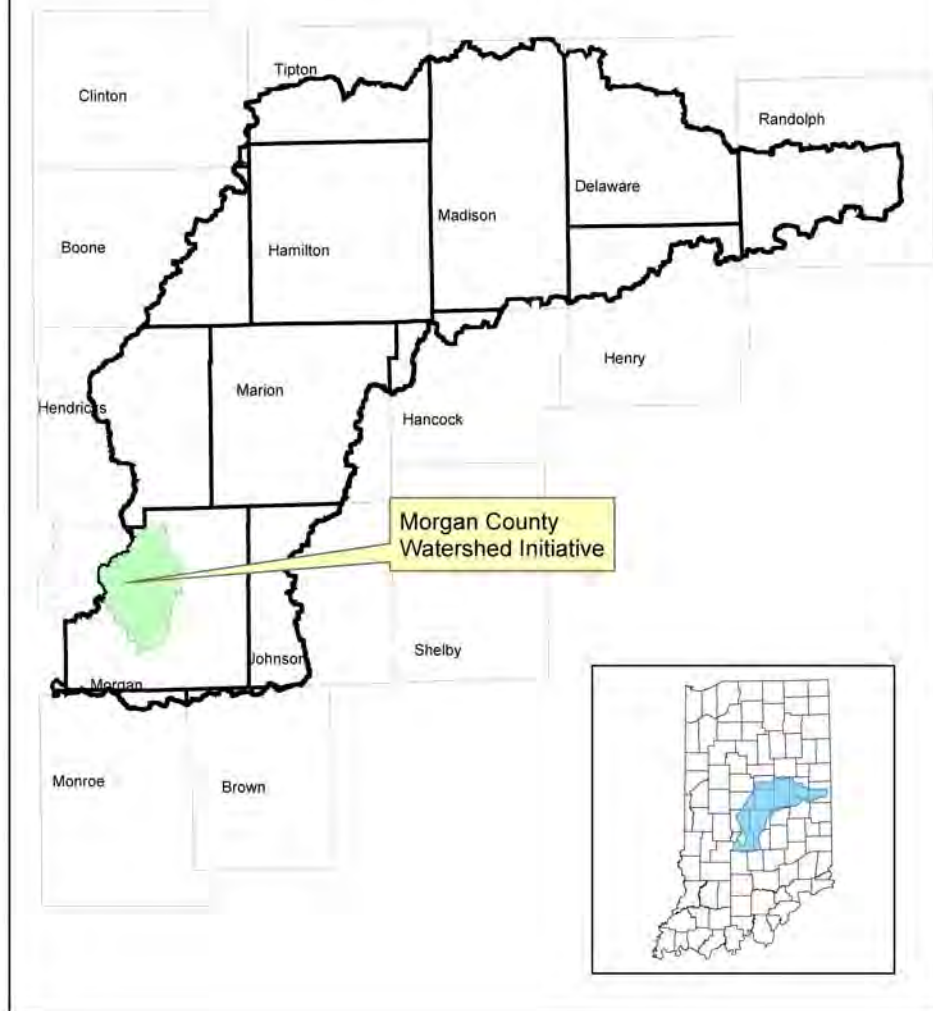 Tipton
Clinton
Randolph
Delaware
Madison
Boone
Hamilton
Henry
Marion
Hendricks
Hancock
Morgan County
Watershed Initiative
Shelby
Johnson
Morgan
Monroe
Brown